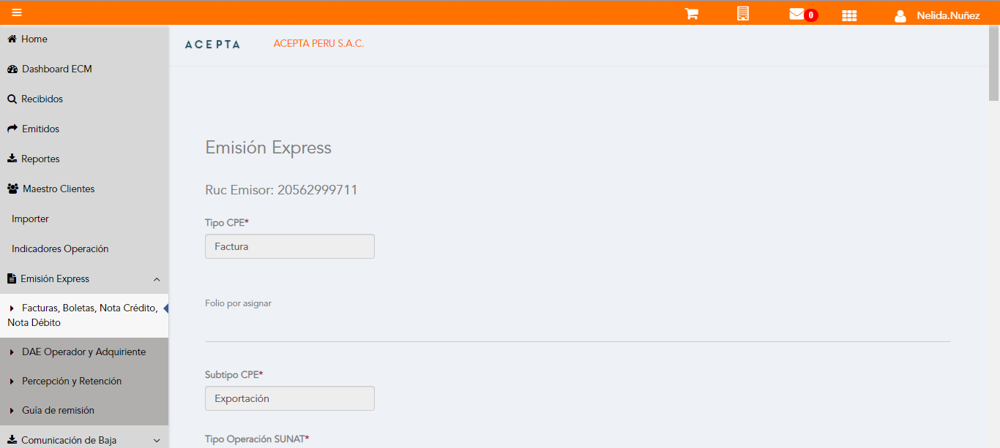 0
Nelida.Nuñez
Home
Dashboard ECM
Recibidos
Emitidos
Reportes
Maestro Clientes
Importer
Indicadores Operación
Emisión Express
Facturas, Boletas, Nota Crédito,
Nota Débito
DAE Operador y Adquiriente
Percepción y Retención
Guía de remisión
Comunicación de Baja
ACEPTA
ACEPTA PERU S.A.C.
Emisión Express
Ruc Emisor: 20562999711
Tipo CPE*
Factura
Folio por asignar
Subtipo CPE*
Exportación
Tipo Operación SUNAT*